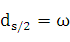 d_{s/2} = ω